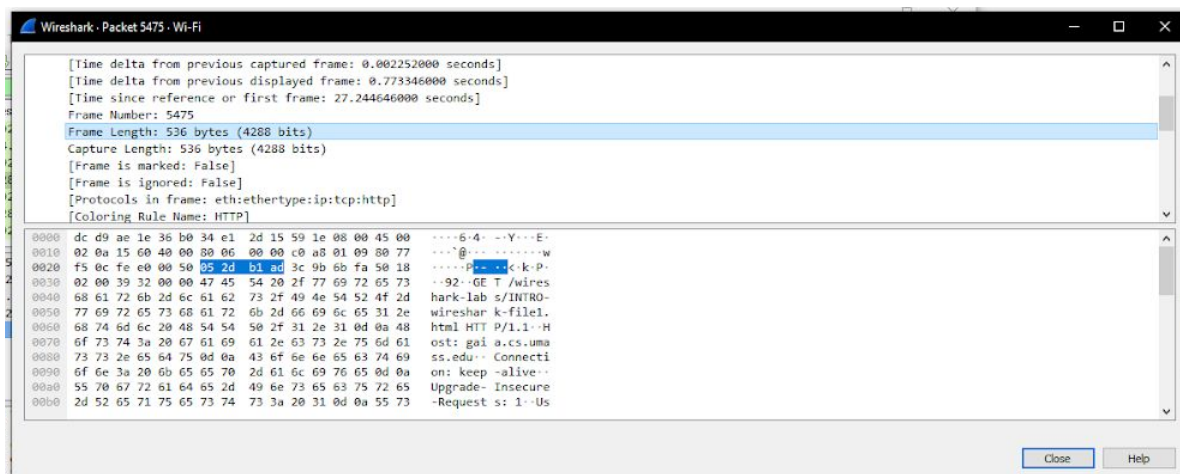 Wireshark · Packet 5475 · Wi-Fi
[Time delta from previous captured frame: 0.002252000 seconds]
[Time delta from previous displayed frame: 0.773346000 seconds]
[Time since reference or first frame: 27.244646000 seconds]
Frame Number: 5475
Frame Length: 536 bytes (4288 bits)
Capture Length: 536 bytes (4288 bits)
[Frame is marked: False]
[Frame is ignored: False]
[Protocols in frame: eth:ethertype:ip:tcp:http]
[Coloring Rule Name: HTTP]
0000 dc d9 ae 1e 36 b0 34 e1 2d 15 59 1e 08 00 45 00 ····6·4· -·Y···E·
0010 02 0a 15 60 40 00 80 06 00 00 c0 a8 01 09 80 77 ···`@··· ·······w
0020 f5 0c fe e0 00 50 05 2d b1 ad 3c 9b 6b fa 50 18 ·····P·- ··<·k·P·
0030 02 00 39 32 00 00 47 45 54 20 2f 77 69 72 65 73 ··92··GE T /wires
0040 68 61 72 6b 2d 6c 61 62 73 2f 49 4e 54 52 4f 2d hark-lab s/INTRO-
0050 77 69 72 65 73 68 61 72 6b 2d 66 69 6c 65 31 2e wireshar k-file1.
0060 68 74 6d 6c 20 48 54 54 50 2f 31 2e 31 0d 0a 48 html HTT P/1.1··H
0070 6f 73 74 3a 20 67 61 69 61 2e 63 73 2e 75 6d 61 ost: gai a.cs.uma
0080 73 73 2e 65 64 75 0d 0a 43 6f 6e 6e 65 63 74 69 ss.edu·· Connecti
0090 6f 6e 3a 20 6b 65 65 70 2d 61 6c 69 76 65 0d 0a on: keep -alive··
00a0 55 70 67 72 61 64 65 2d 49 6e 73 65 63 75 72 65 Upgrade- Insecure
00b0 2d 52 65 71 75 65 73 74 73 3a 20 31 0d 0a 55 73 -Request s: 1··Us
Close Help